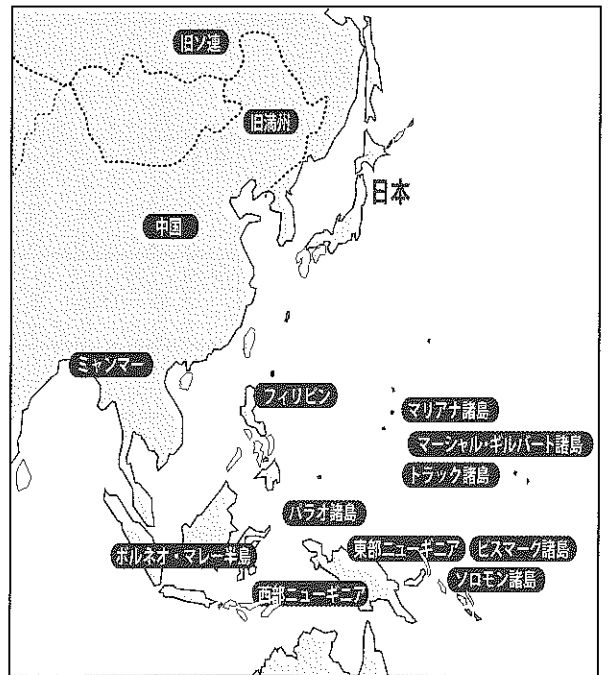 旧ソ連
旧満州
日本
中国
ミャンマー
フィリピン
マリアナ諸島
マーシャル・ギルバート諸島
トラック諸島
パラオ諸島
ボルネオ・マレー半島
東部ニューギニア
ビスマーク諸島
ソロモン諸島
西部ニューギニア